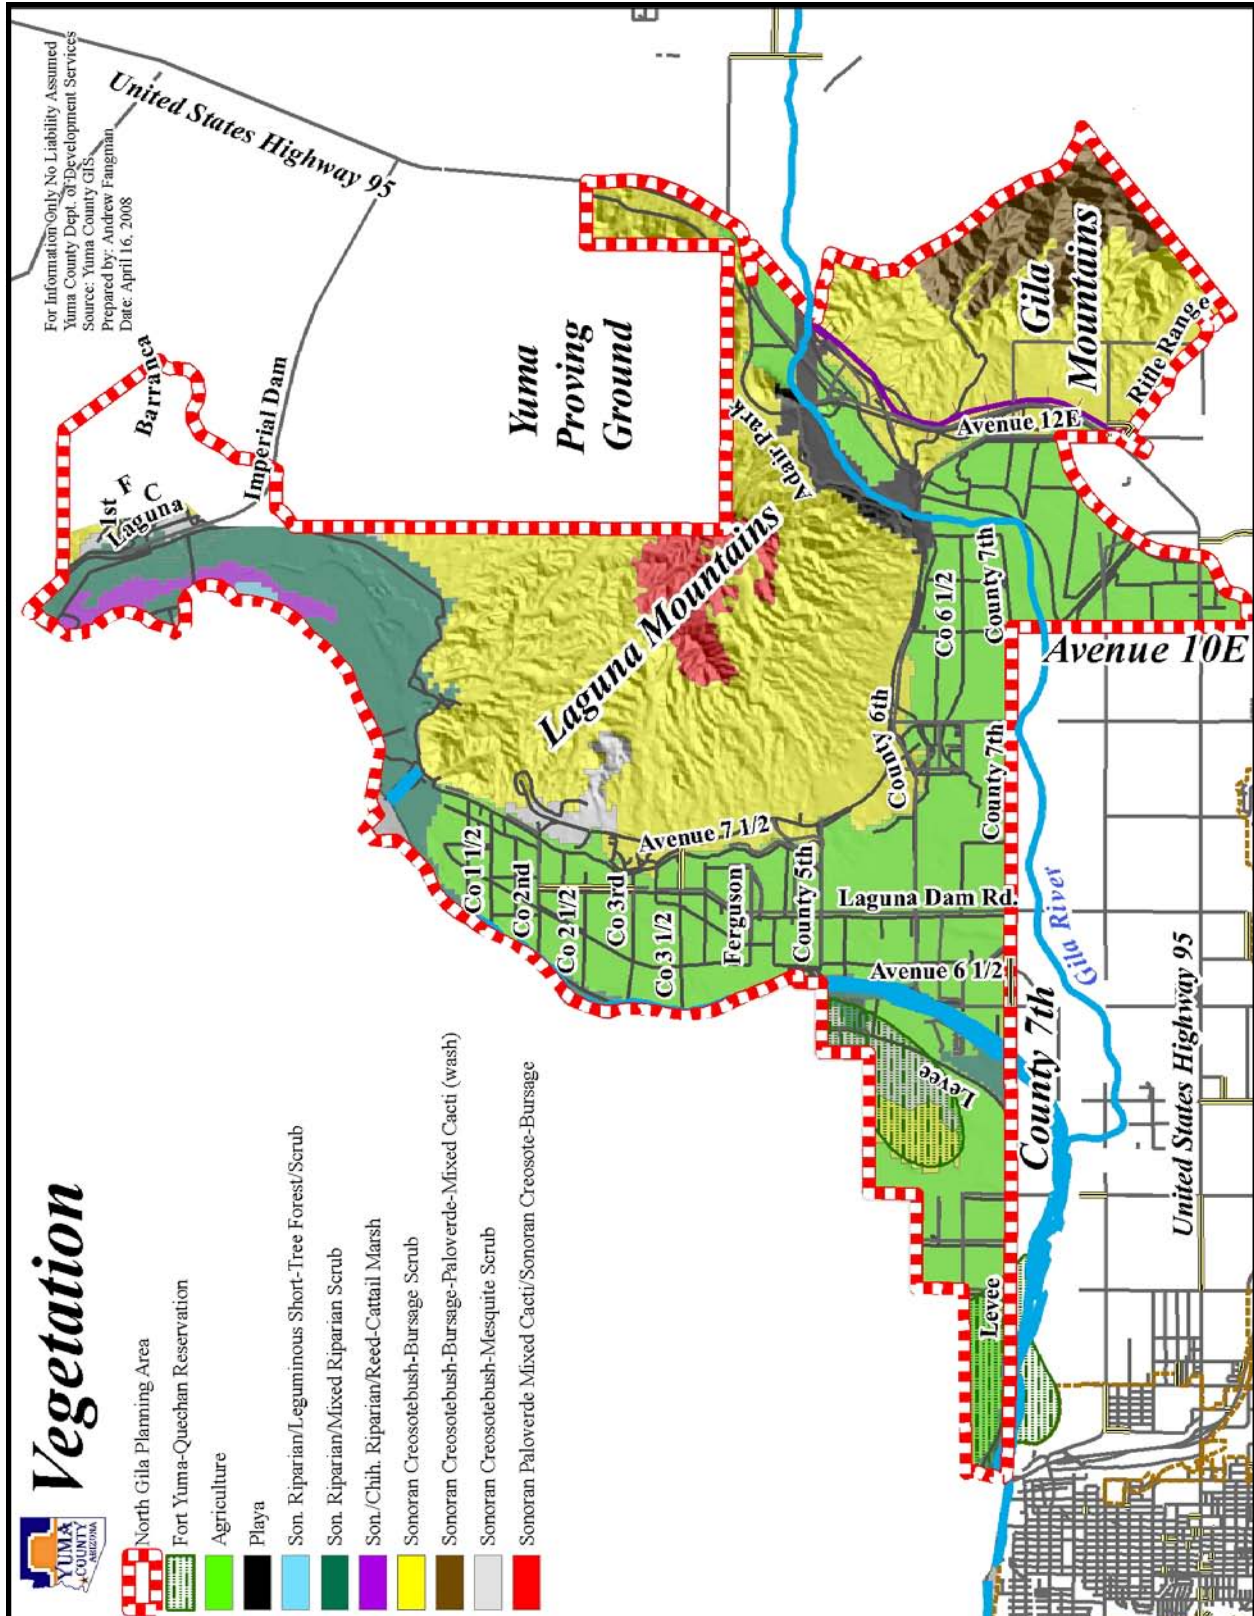 Vegetation
YUMA
COUNTY
ARIZONA
North Gila Planning Area
Fort Yuma-Quechan Reservation
Agriculture
Playa
Son. Riparian/Leguminous Short-Tree Forest/Scrub
Son. Riparian/Mixed Riparian Scrub
Son./Chih. Riparian/Reed-Cattail Marsh
Sonoran Creosotebush-Bursage Scrub
Sonoran Creosotebush-Bursage-Paloverde-Mixed Cacti (wash)
Sonoran Creosotebush-Mesquite Scrub
Sonoran Paloverde Mixed Cacti/Sonoran Creosote-Bursage
For Information Only No Liability Assumed
Yuma County Dept. of Development Services
Source: Yuma County GIS
Prepared by: Andrew Fangman
Date: April 16, 2008
United States Highway 95
Barranca
Imperial Dam
1st
F
C
Laguna
Yuma
Proving
Ground
Adair Park
Laguna Mountains
Gila
Mountains
Rifle Range
Avenue 12E
Co 1 1/2
Co 2nd
Co 2 1/2
Co 3rd
Co 3 1/2
Ferguson
County 5th
Avenue 7 1/2
County 6th
Co 6 1/2
County 7th
County 7th
Avenue 10E
Laguna Dam Rd.
Avenue 6 1/2
Levee
County 7th
Gila River
Levee
United States Highway 95